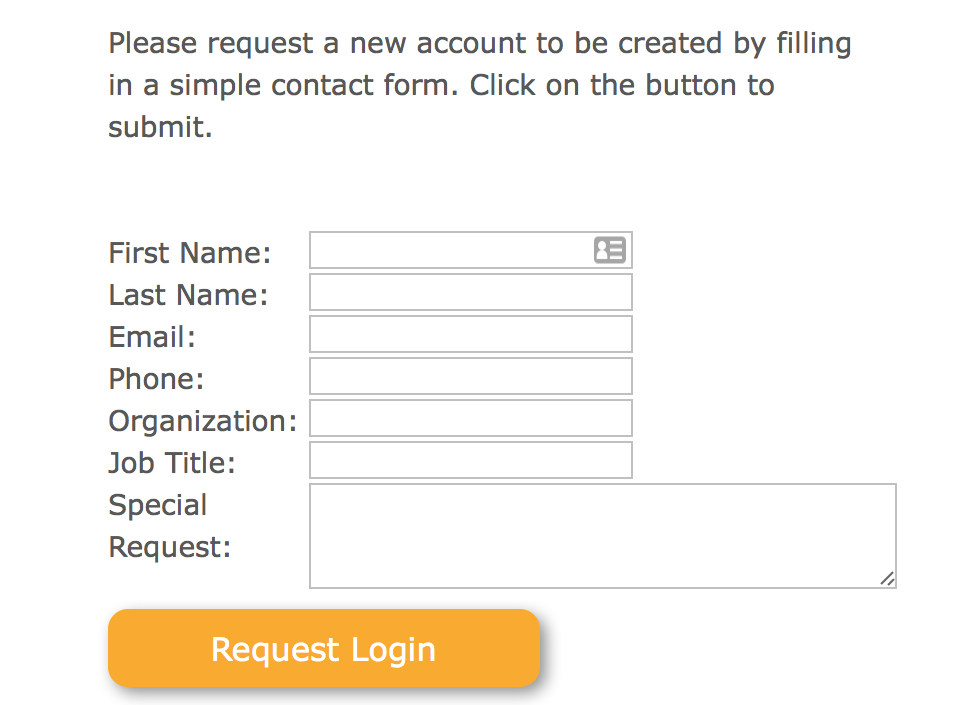 Please request a new account to be created by filling
in a simple contact form. Click on the button to
submit.
First Name:
Last Name:
Email:
Phone:
Organization:
Job Title:
Special
Request:
Request Login